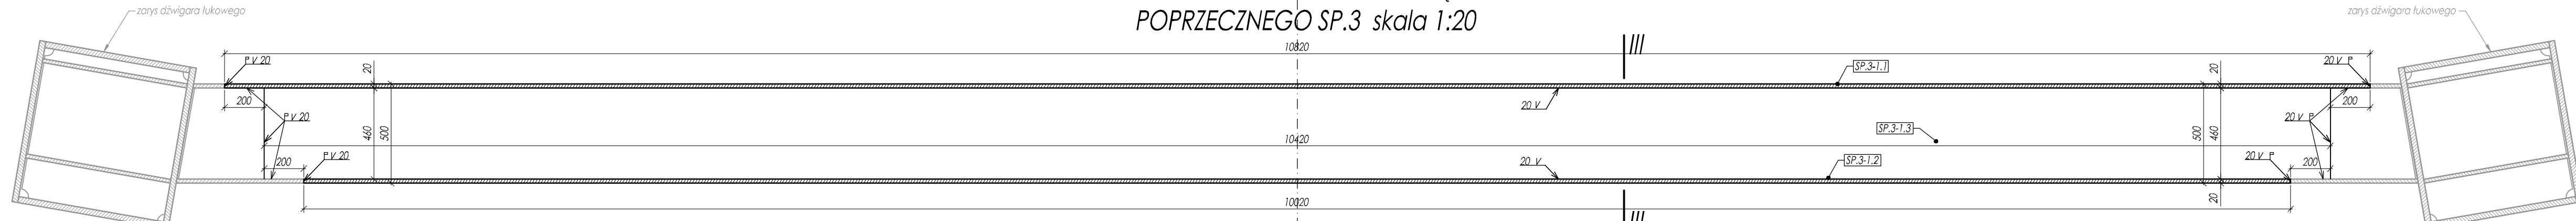 zarys dźwigara łukowego
POPRZECZNEGO SP.3 skala 1:20
zarys dźwigara łukowego
10820
III
P V 20
20
SP.3-1.1
20
20 V P
200
20 V
200
P V 20
460
500
10420
SP.3-1.3
500
460
20 V P
200
P V 20
20 V
SP.3-1.2
20 V P
200
10020
20
III